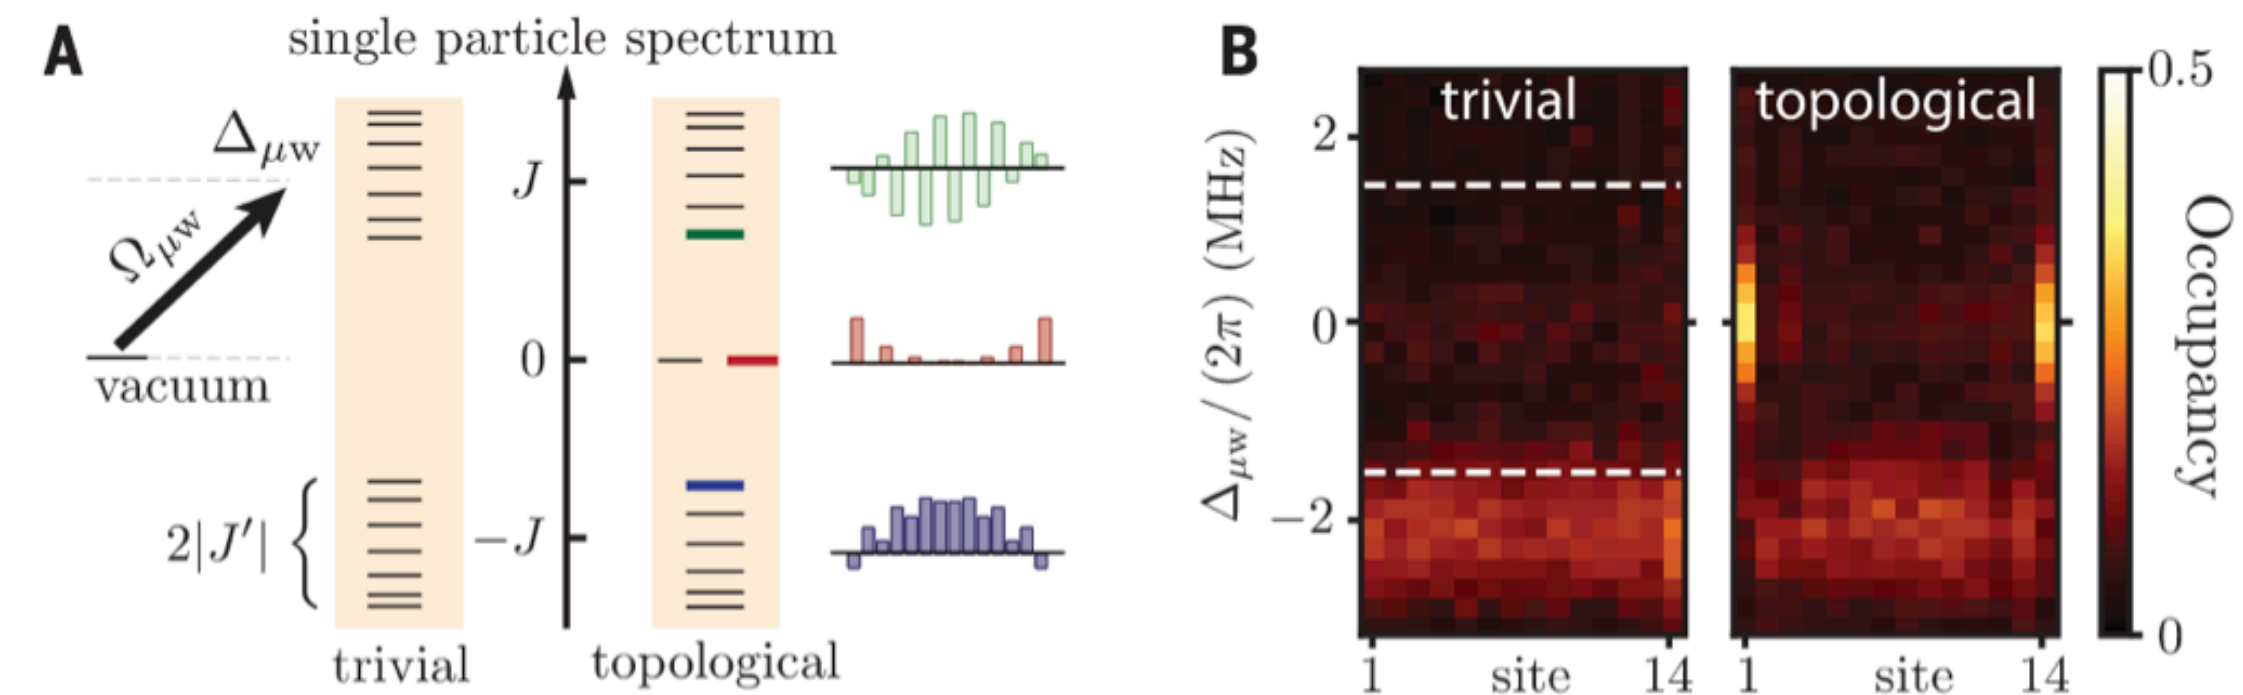 A
single particle spectrum
Δμw
Ωμw
vacuum
J
0
−J
2|J′|
trivial
topological
B
trivial
topological
Δμw / (2π) (MHz)
2
0
−2
1
site
14
1
site
14
0.5
0
Occupancy